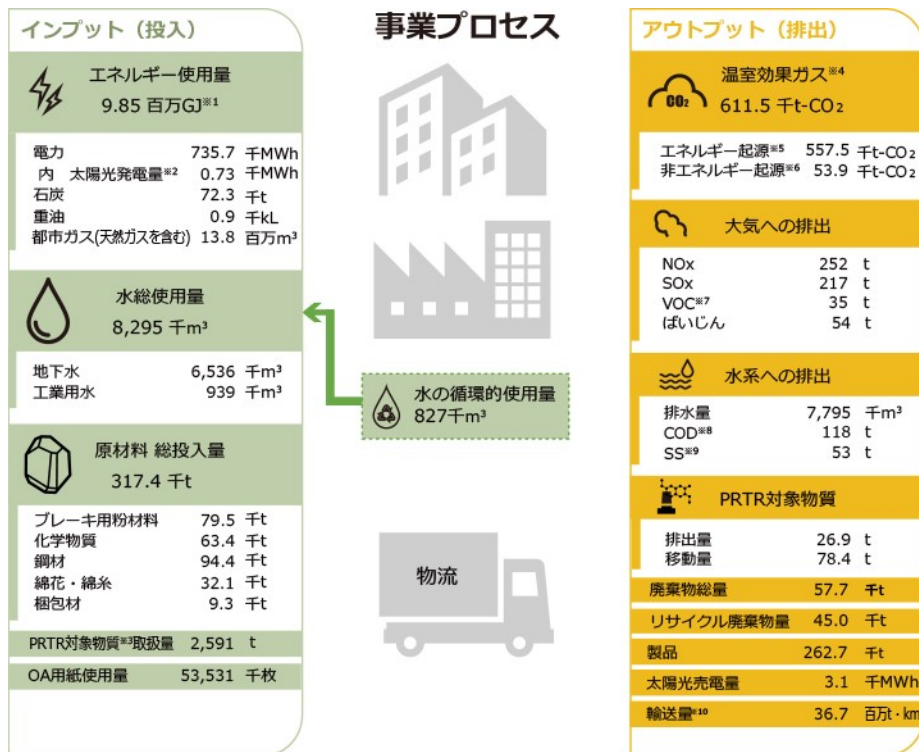 インプット（投入）
エネルギー使用量
9.85 百万GJ※1
電力 735.7 千MWh
内 太陽光発電量※2 0.73 千MWh
石炭 72.3 千t
重油 0.9 千kL
都市ガス(天然ガスを含む) 13.8 百万m³
水総使用量
8,295 千m³
地下水 6,536 千m³
工業用水 939 千m³
原材料 総投入量
317.4 千t
ブレーキ用粉材料 79.5 千t
化学物質 63.4 千t
鋼材 94.4 千t
綿花・綿糸 32.1 千t
梱包材 9.3 千t
PRTR対象物質※3取扱量 2,591 t
OA用紙使用量 53,531 千枚
事業プロセス
水の循環的使用量
827千m³
物流
アウトプット（排出）
温室効果ガス※4
CO₂
611.5 千t-CO₂
エネルギー起源※5 557.5 千t-CO₂
非エネルギー起源※6 53.9 千t-CO₂
大気への排出
NOx 252 t
SOx 217 t
VOC※7 35 t
ばいじん 54 t
水系への排出
排水量 7,795 千m³
COD※8 118 t
SS※9 53 t
PRTR対象物質
排出量 26.9 t
移動量 78.4 t
廃棄物総量 57.7 千t
リサイクル廃棄物量 45.0 千t
製品 262.7 千t
太陽光売電量 3.1 千MWh
輸送量※10 36.7 百万t・km